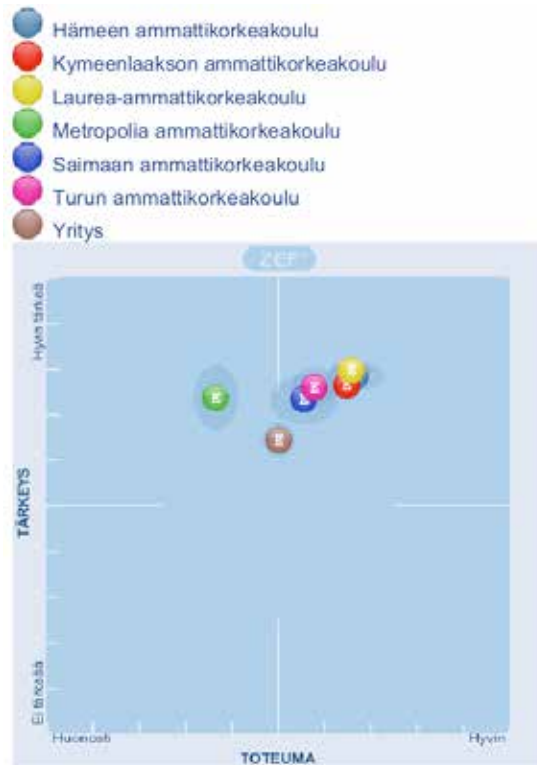 Hämeen ammattikorkeakoulu
Kymeenlaakson ammattikorkeakoulu
Laurea-ammattikorkeakoulu
Metropolia ammattikorkeakoulu
Saimaan ammattikorkeakoulu
Turun ammattikorkeakoulu
Yritys
ZEF
Hyvin tärkeä
E
E
E
E
E
E
TÄRKEYS
Ei tärkeää
Huonosti
Hyvin
TOTEUMA